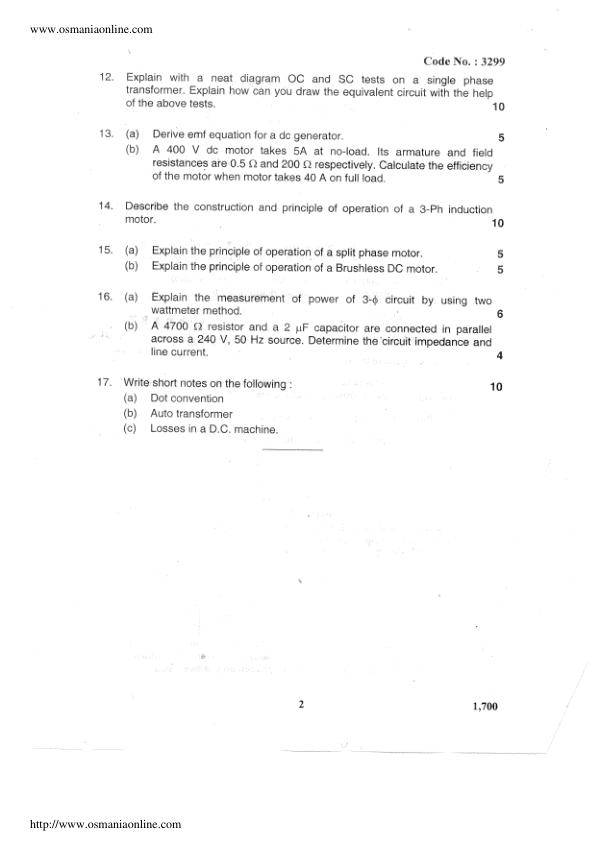 www.osmaniaonline.com
Code No. : 3299
12. Explain with a neat diagram OC and SC tests on a single phase
transformer. Explain how can you draw the equivalent circuit with the help
of the above tests. 10
13. (a) Derive emf equation for a dc generator. 5
(b) A 400 V dc motor takes 5A at no-load. Its armature and field
resistances are 0.5 Ω and 200 Ω respectively. Calculate the efficiency
of the motor when motor takes 40 A on full load. 5
14. Describe the construction and principle of operation of a 3-Ph induction
motor. 10
15. (a) Explain the principle of operation of a split phase motor. 5
(b) Explain the principle of operation of a Brushless DC motor. 5
16. (a) Explain the measurement of power of 3-ϕ circuit by using two
wattmeter method. 6
(b) A 4700 Ω resistor and a 2 μF capacitor are connected in parallel
across a 240 V, 50 Hz source. Determine the circuit impedance and
line current. 4
17. Write short notes on the following : 10
(a) Dot convention
(b) Auto transformer
(c) Losses in a D.C. machine.
2 1,700
http://www.osmaniaonline.com